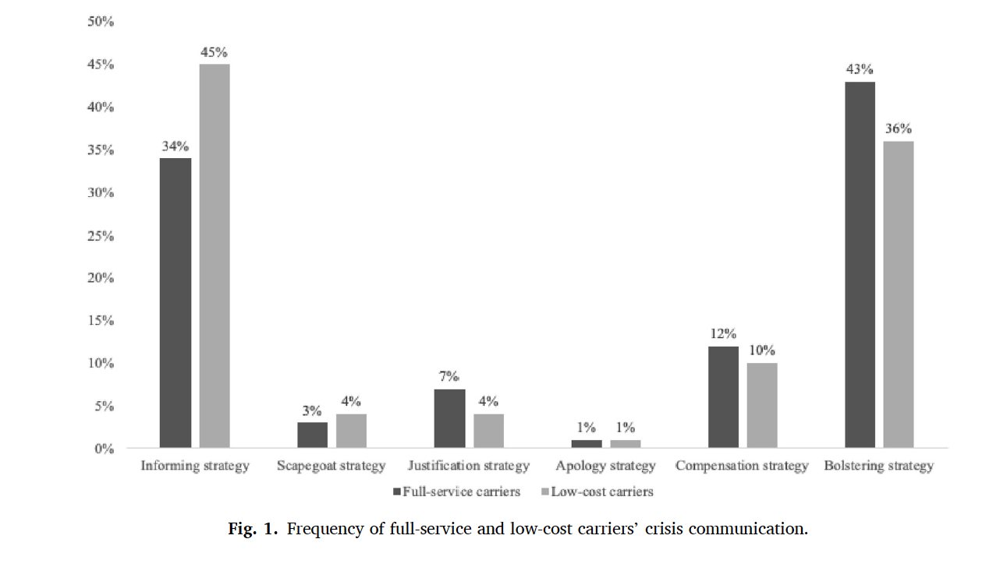 50%
45%
40%
35%
30%
25%
20%
15%
10%
5%
0%
34%
45%
3%
4%
7%
4%
1%
1%
12%
10%
43%
36%
Informing strategy
Scapegoat strategy
Justification strategy
Apology strategy
Compensation strategy
Bolstering strategy
Full-service carriers
Low-cost carriers
Fig. 1. Frequency of full-service and low-cost carriers’ crisis communication.